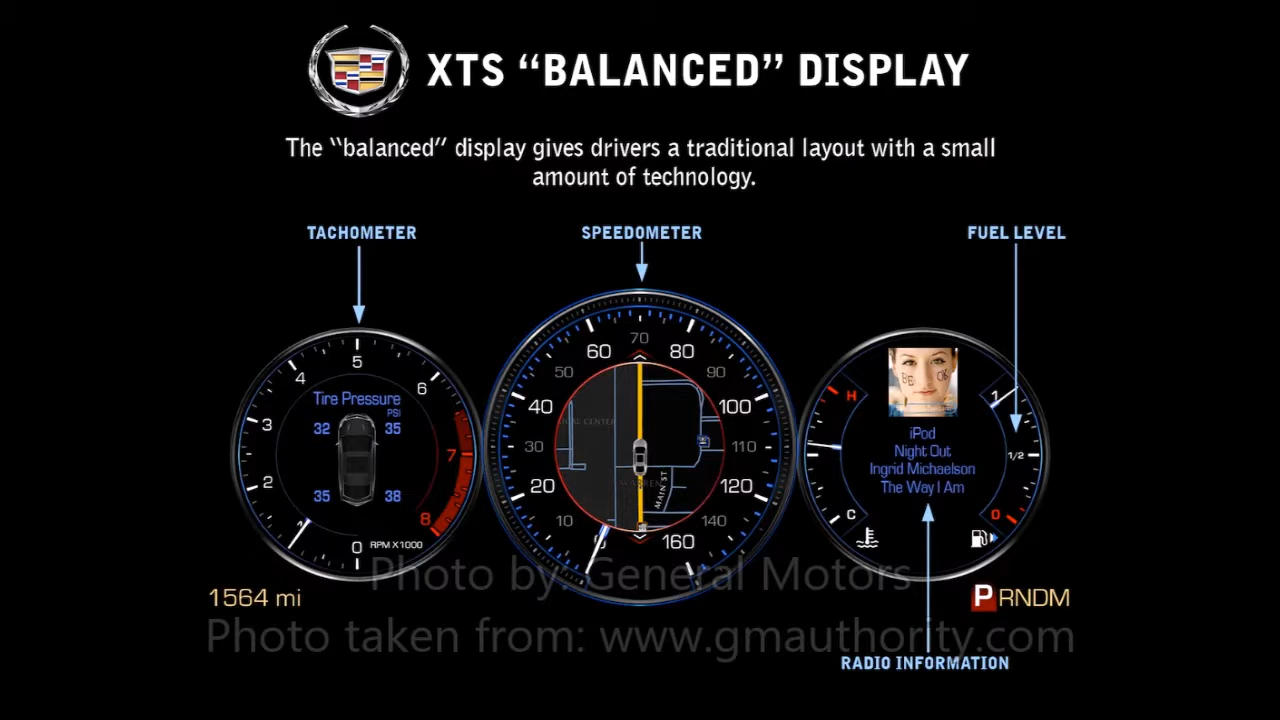 XTS “BALANCED” DISPLAY
The “balanced” display gives drivers a traditional layout with a small
amount of technology.
TACHOMETER
SPEEDOMETER
FUEL LEVEL
0
1
2
3
4
5
6
7
8
RPM X1000
Tire Pressure
PSI
32 35
35 38
0
10
20
30
40
50
60
70
80
90
100
110
120
140
160
MAIN ST
WARREN
H
C
BE OK
iPod
Night Out
Ingrid Michaelson
The Way I Am
1
1/2
0
1564 mi
PRNDM
Photo by: General Motors
Photo taken from: www.gmauthority.com
RADIO INFORMATION